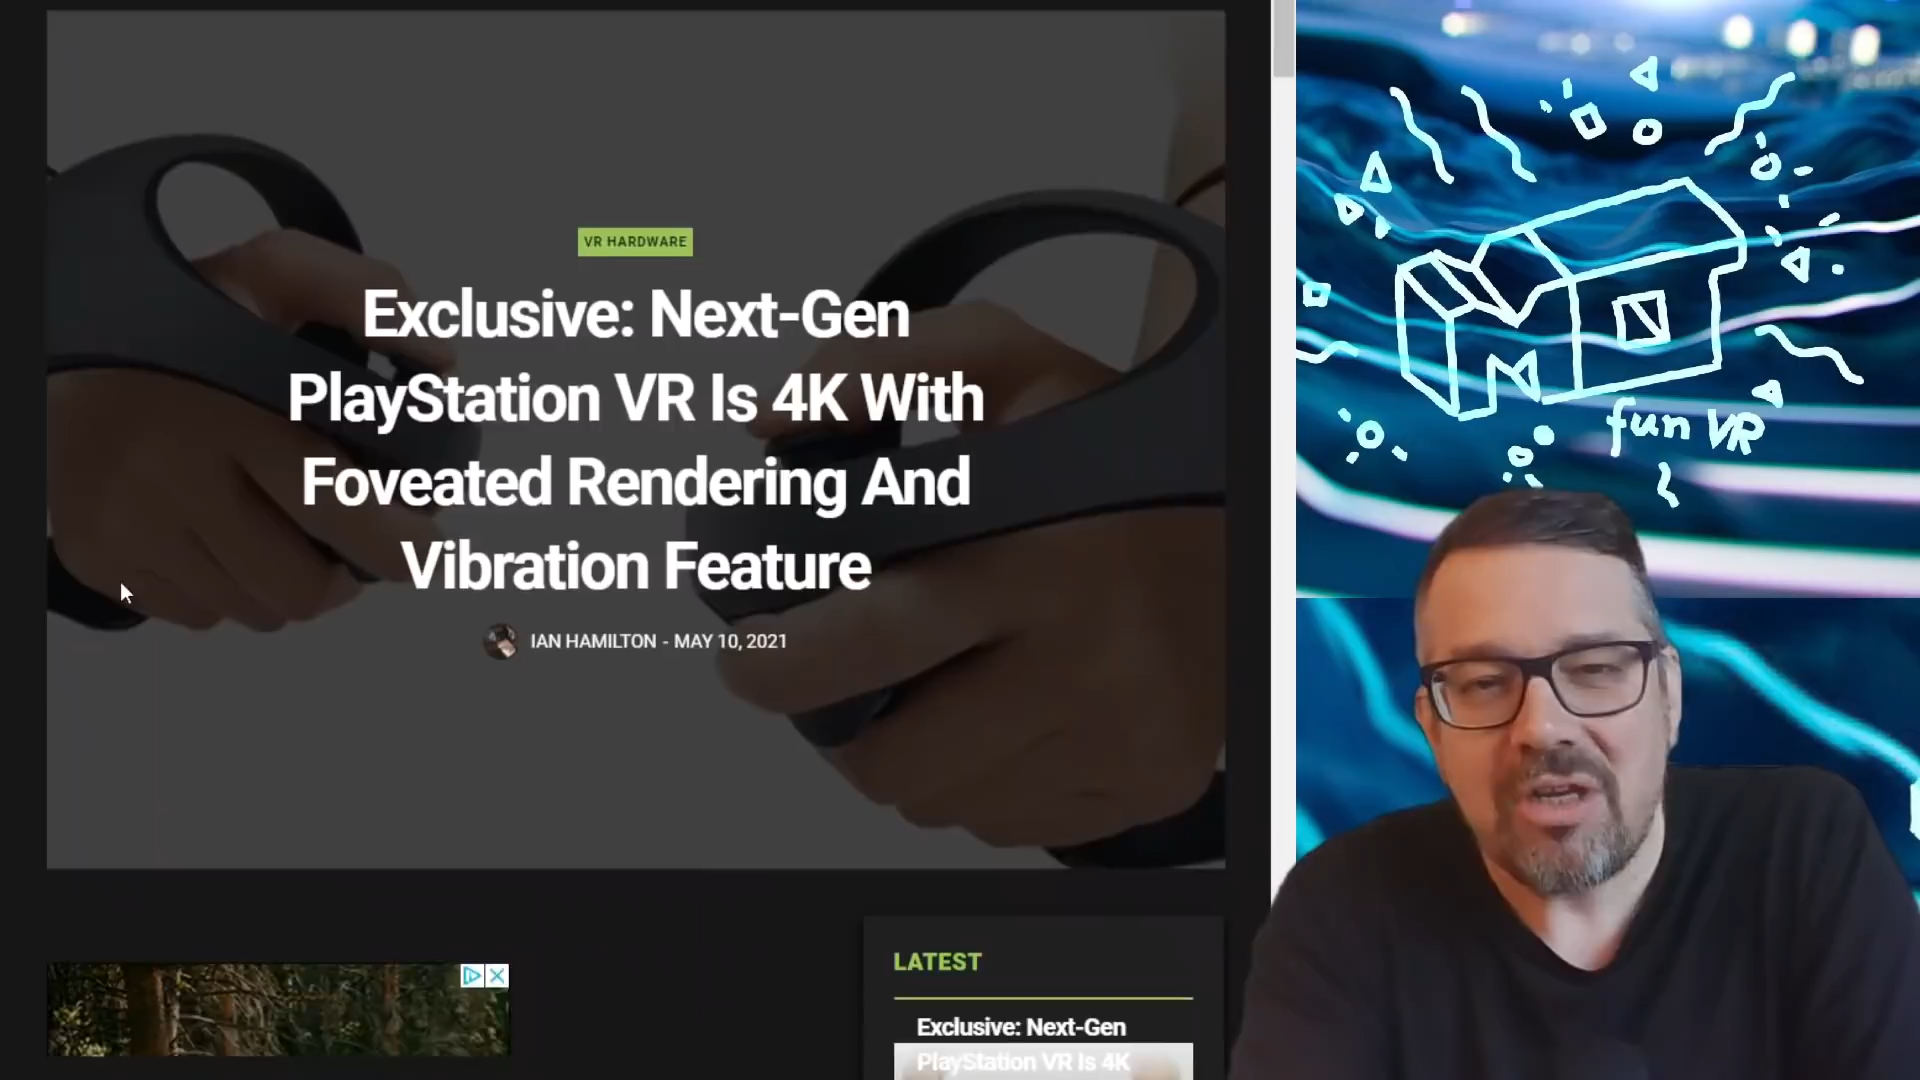 VR HARDWARE
Exclusive: Next-Gen
PlayStation VR Is 4K With
Foveated Rendering And
Vibration Feature
IAN HAMILTON - MAY 10, 2021
fun VR
LATEST
Exclusive: Next-Gen
PlayStation VR Is 4K